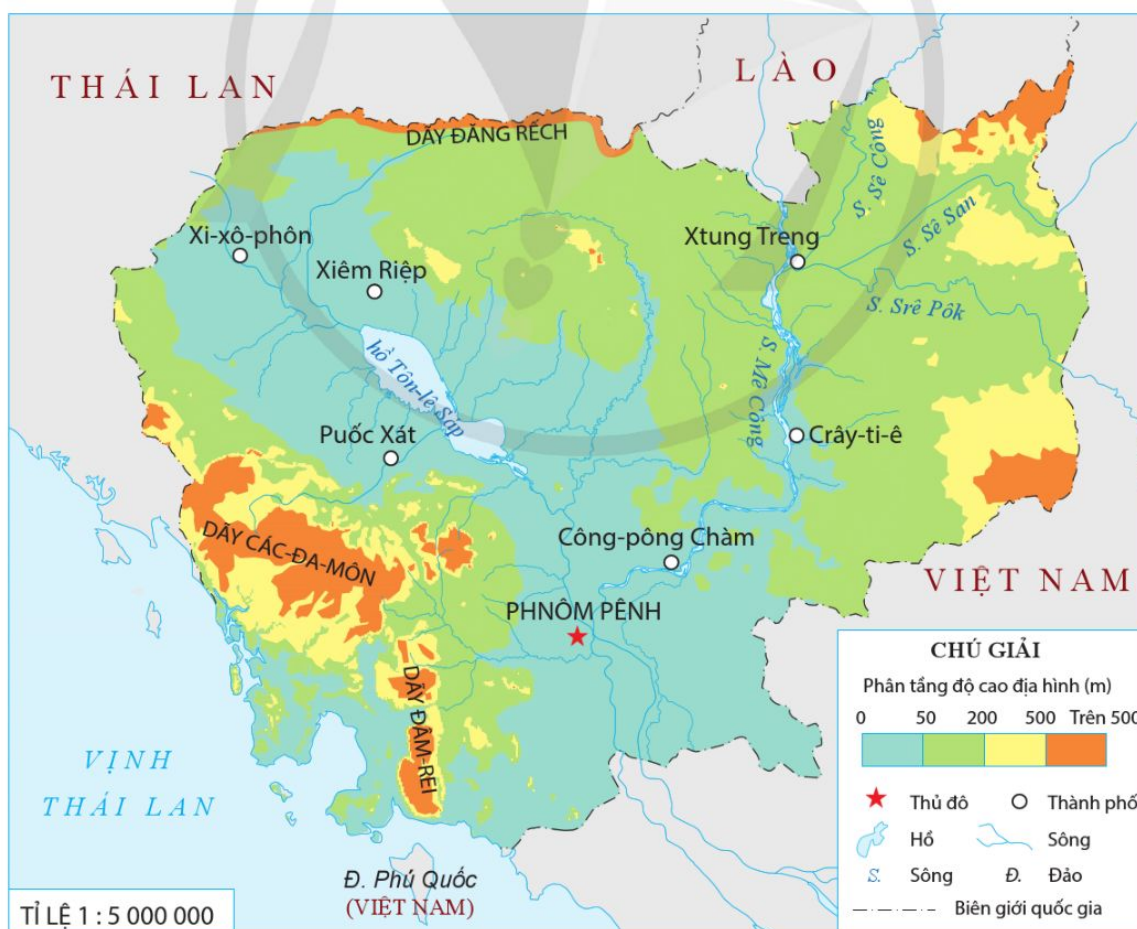 THÁI LAN
LÀO
DÃY ĐĂNG RẾCH
S. Sê Công
S. Sê San
Xi-xô-phôn
Xiêm Riệp
Xtung Treng
S. Srê Pôk
hồ Tôn-lê Sáp
S. Mê Công
Puốc Xát
Crây-ti-ê
DÃY CÁC-ĐA-MÔN
Công-pông Chàm
VIỆT NAM
PHNÔM PÊNH
DÃY ĐÂM-REI
VỊNH
THÁI LAN
Đ. Phú Quốc
(VIỆT NAM)
TỈ LỆ 1 : 5 000 000
CHÚ GIẢI
Phân tầng độ cao địa hình (m)
0 50 200 500 Trên 500
Thủ đô
Thành phố
Hồ
Sông
S. Sông
Đ. Đảo
Biên giới quốc gia